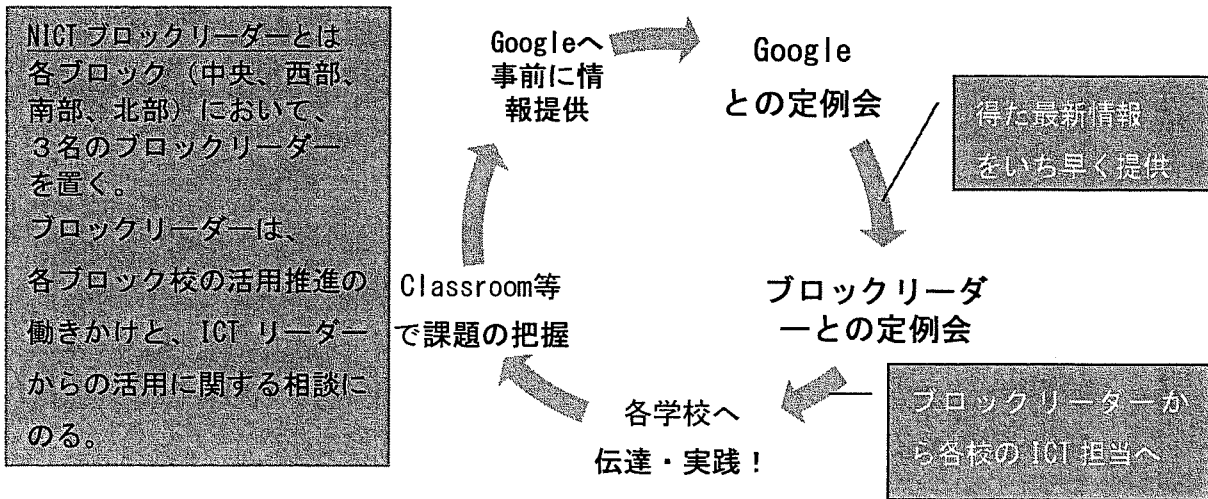 NICTブロックリーダーとは
各ブロック（中央、西部、
南部、北部）において、
３名のブロックリーダー
を置く。
ブロックリーダーは、
各ブロック校の活用推進の
働きかけと、ICT リーダー
からの活用に関する相談に
のる。
Googleへ
事前に情
報提供
Google
との定例会
得た最新情報
をいち早く提供
ブロックリーダ
ーとの定例会
ブロックリーダーか
ら各校の ICT 担当へ
各学校へ
伝達・実践！
Classroom等
で課題の把握